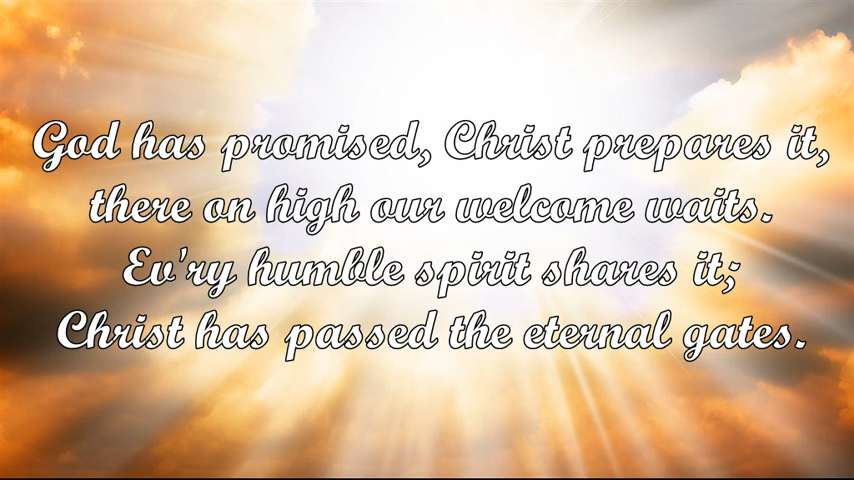 God has promised, Christ prepares it,
there on high our welcome waits.
Ev'ry humble spirit shares it;
Christ has passed the eternal gates.